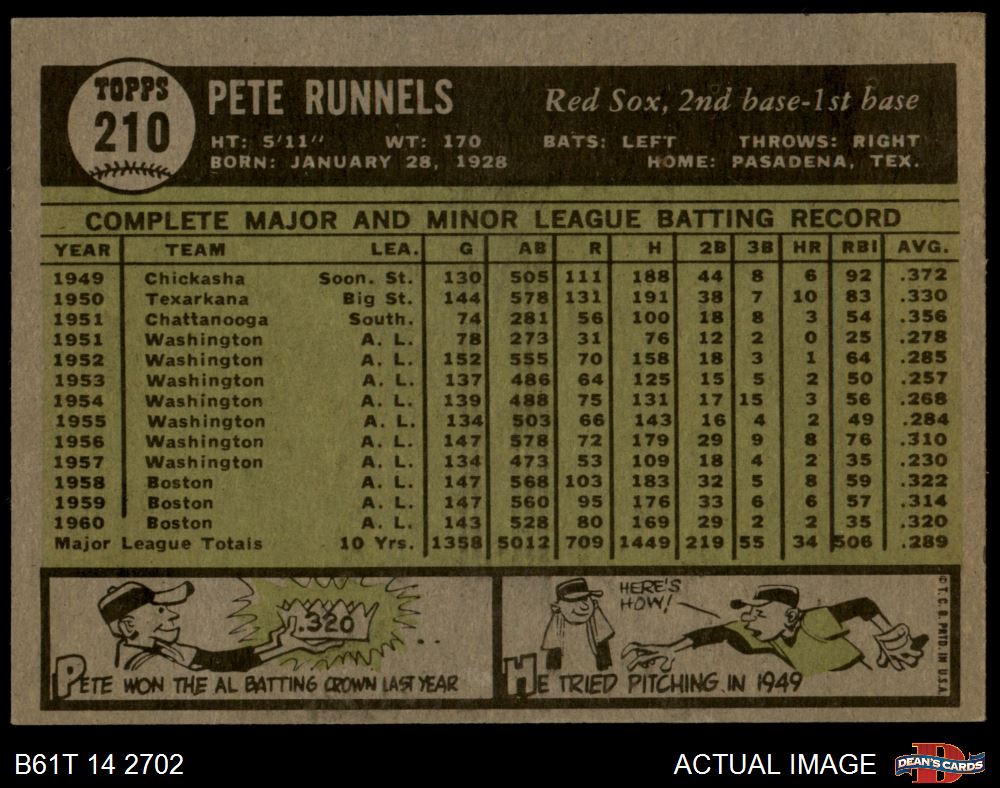 TOPPS
210
PETE RUNNELS
Red Sox, 2nd base-1st base
HT: 5'11" WT: 170 BATS: LEFT THROWS: RIGHT
BORN: JANUARY 28, 1928 HOME: PASADENA, TEX.
COMPLETE MAJOR AND MINOR LEAGUE BATTING RECORD
YEAR TEAM LEA. G AB R H 2B 3B HR RBI AVG.
1949 Chickasha Soon. St. 130 505 111 188 44 8 6 92 .372
1950 Texarkana Big St. 144 578 131 191 38 7 10 83 .330
1951 Chattanooga South. 74 281 56 100 18 8 3 54 .356
1951 Washington A. L. 78 273 31 76 12 2 0 25 .278
1952 Washington A. L. 152 555 70 158 18 3 1 64 .285
1953 Washington A. L. 137 486 64 125 15 5 2 50 .257
1954 Washington A. L. 139 488 75 131 17 15 3 56 .268
1955 Washington A. L. 134 503 66 143 16 4 2 49 .284
1956 Washington A. L. 147 578 72 179 29 9 8 76 .310
1957 Washington A. L. 134 473 53 109 18 4 2 35 .230
1958 Boston A. L. 147 568 103 183 32 5 8 59 .322
1959 Boston A. L. 147 560 95 176 33 6 6 57 .314
1960 Boston A. L. 143 528 80 169 29 2 2 35 .320
Major League Totals 10 Yrs. 1358 5012 709 1449 219 55 34 506 .289
.320
PETE WON THE AL BATTING CROWN LAST YEAR
HERE'S
HOW!
HE TRIED PITCHING IN 1949
© T. C. G. PRTD. IN U.S.A.
B61T 14 2702
ACTUAL IMAGE
D
DEAN'S CARDS